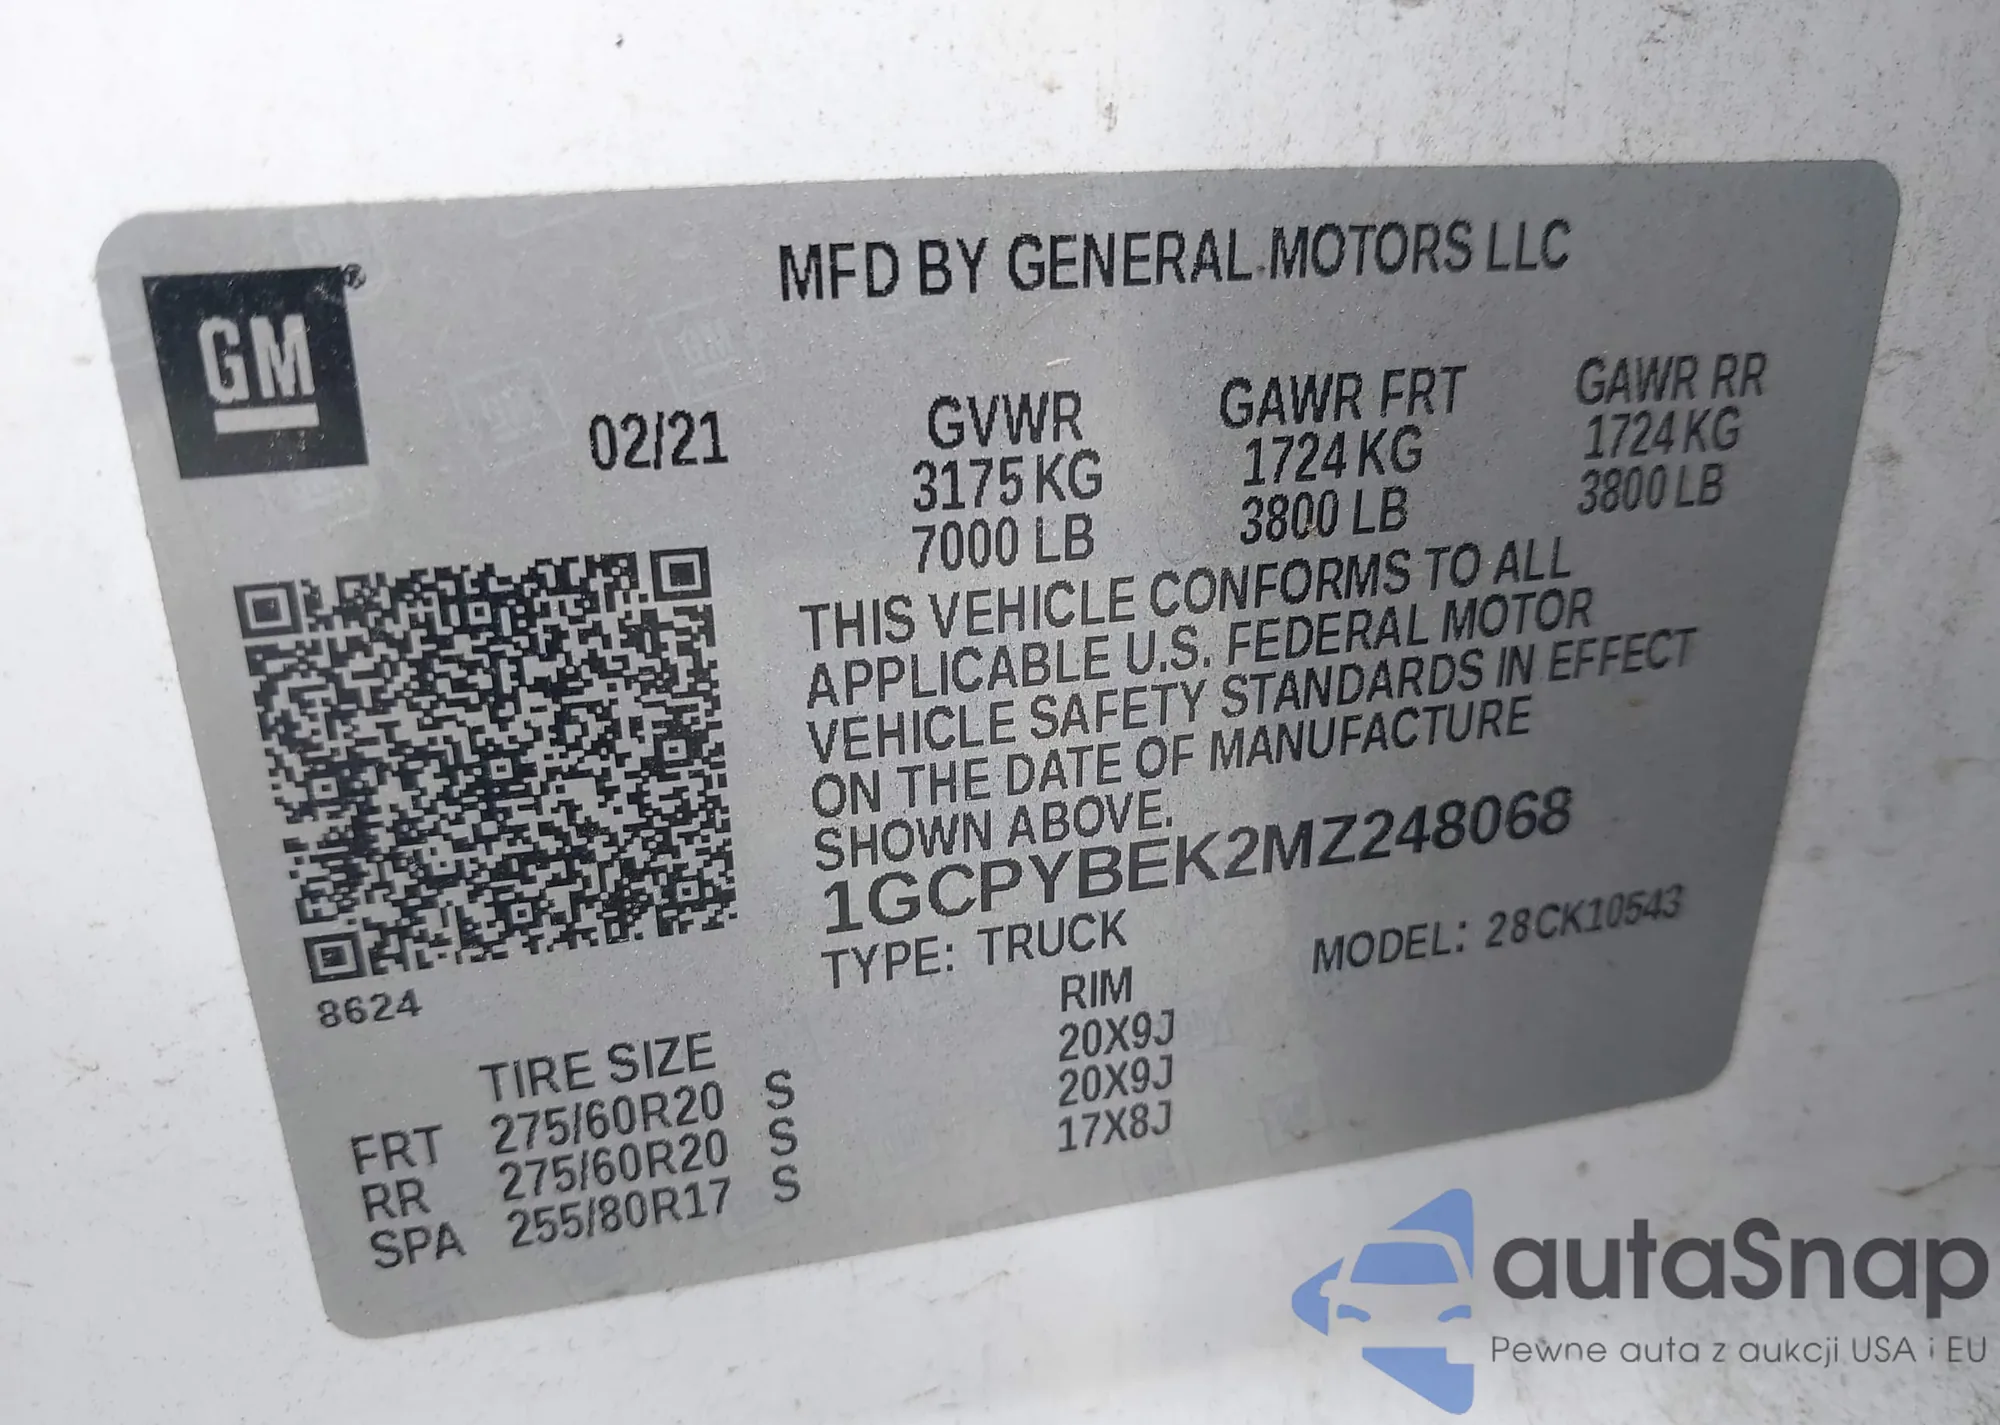 MFD BY GENERAL MOTORS LLC
GM®
02/21
GVWR GAWR FRT GAWR RR
3175 KG 1724 KG 1724 KG
7000 LB 3800 LB 3800 LB
THIS VEHICLE CONFORMS TO ALL
APPLICABLE U.S. FEDERAL MOTOR
VEHICLE SAFETY STANDARDS IN EFFECT
ON THE DATE OF MANUFACTURE
SHOWN ABOVE.
1GCPYBEK2MZ248068
TYPE: TRUCK MODEL: 28CK10543
8624
TIRE SIZE RIM
FRT 275/60R20 S 20X9J
RR 275/60R20 S 20X9J
SPA 255/80R17 S 17X8J
autaSnap
Pewne auta z aukcji USA i EU